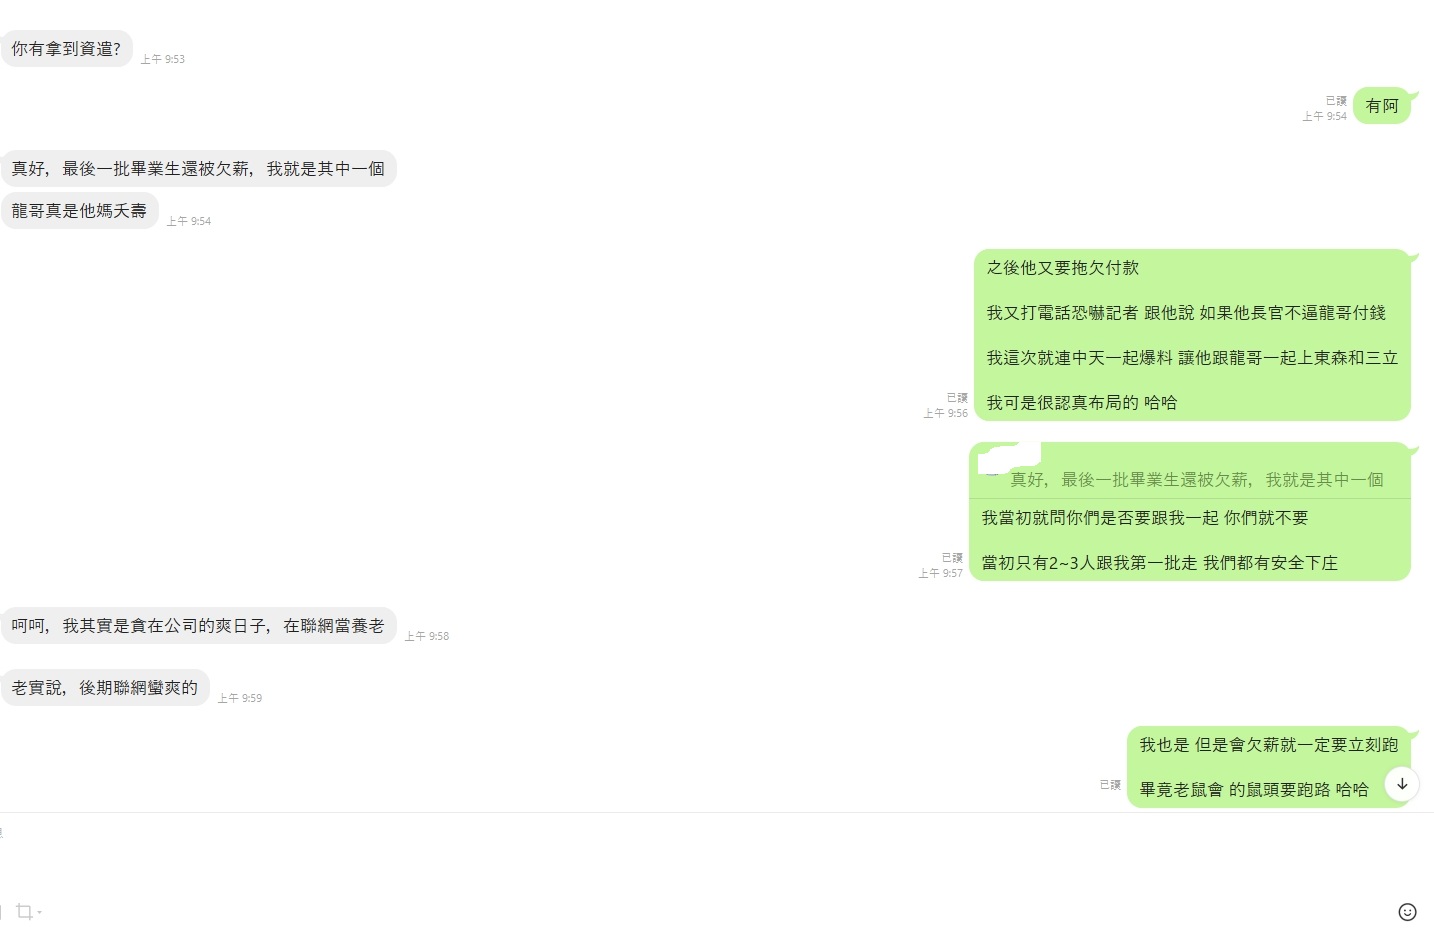 你有拿到資遣?
上午 9:53
已讀
上午 9:54
有阿
真好，最後一批畢業生還被欠薪，我就是其中一個
龍哥真是他媽夭壽
上午 9:54
之後他又要拖欠付款
我又打電話恐嚇記者 跟他說 如果他長官不逼龍哥付錢
我這次就連中天一起爆料 讓他跟龍哥一起上東森和三立
我可是很認真布局的 哈哈
已讀
上午 9:56
真好，最後一批畢業生還被欠薪，我就是其中一個
我當初就問你們是否要跟我一起 你們就不要
當初只有2~3人跟我第一批走 我們都有安全下庄
已讀
上午 9:57
呵呵，我其實是貪在公司的爽日子，在聯網當養老
上午 9:58
老實說，後期聯網蠻爽的
上午 9:59
我也是 但是會欠薪就一定要立刻跑
畢竟老鼠會 的鼠頭要跑路 哈哈
已讀